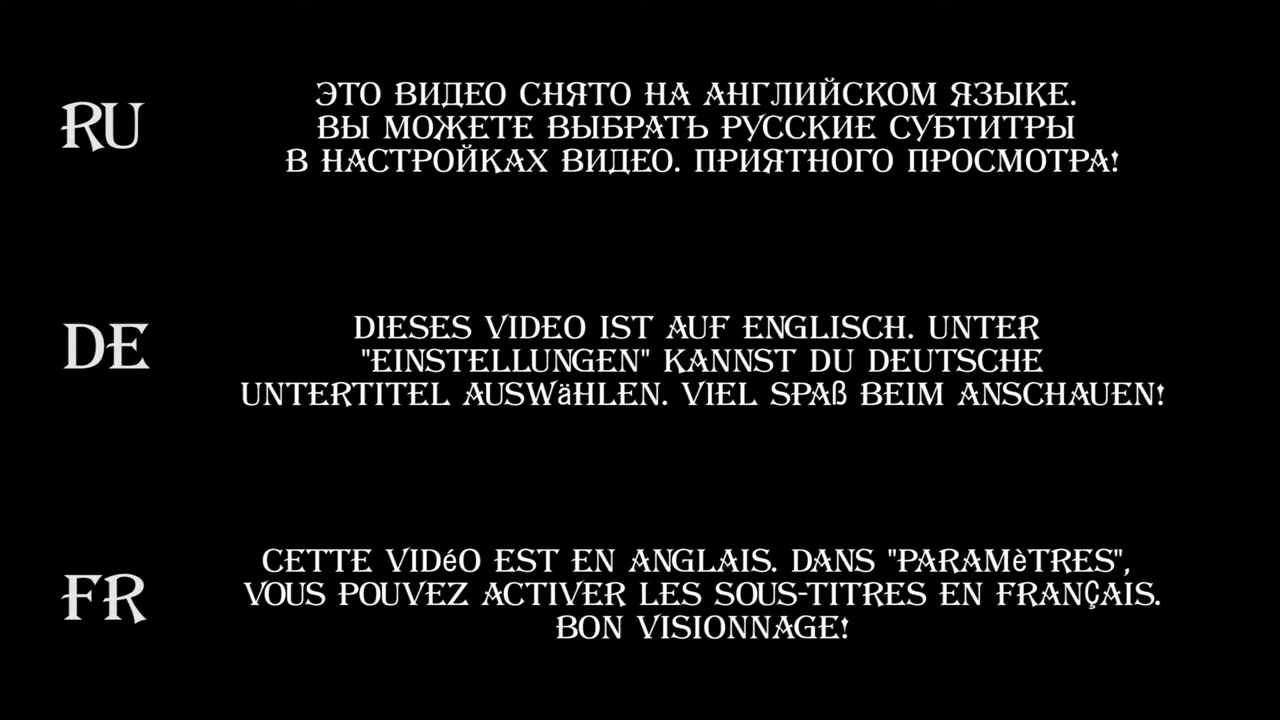 RU
ЭТО ВИДЕО СНЯТО НА АНГЛИЙСКОМ ЯЗЫКЕ.
ВЫ МОЖЕТЕ ВЫБРАТЬ РУССКИЕ СУБТИТРЫ
В НАСТРОЙКАХ ВИДЕО. ПРИЯТНОГО ПРОСМОТРА!
DE
DIESES VIDEO IST AUF ENGLISCH. UNTER
"EINSTELLUNGEN" KANNST DU DEUTSCHE
UNTERTITEL AUSWäHLEN. VIEL SPAß BEIM ANSCHAUEN!
FR
CETTE VIDéO EST EN ANGLAIS. DANS "PARAMèTRES",
VOUS POUVEZ ACTIVER LES SOUS-TITRES EN FRANÇAIS.
BON VISIONNAGE!